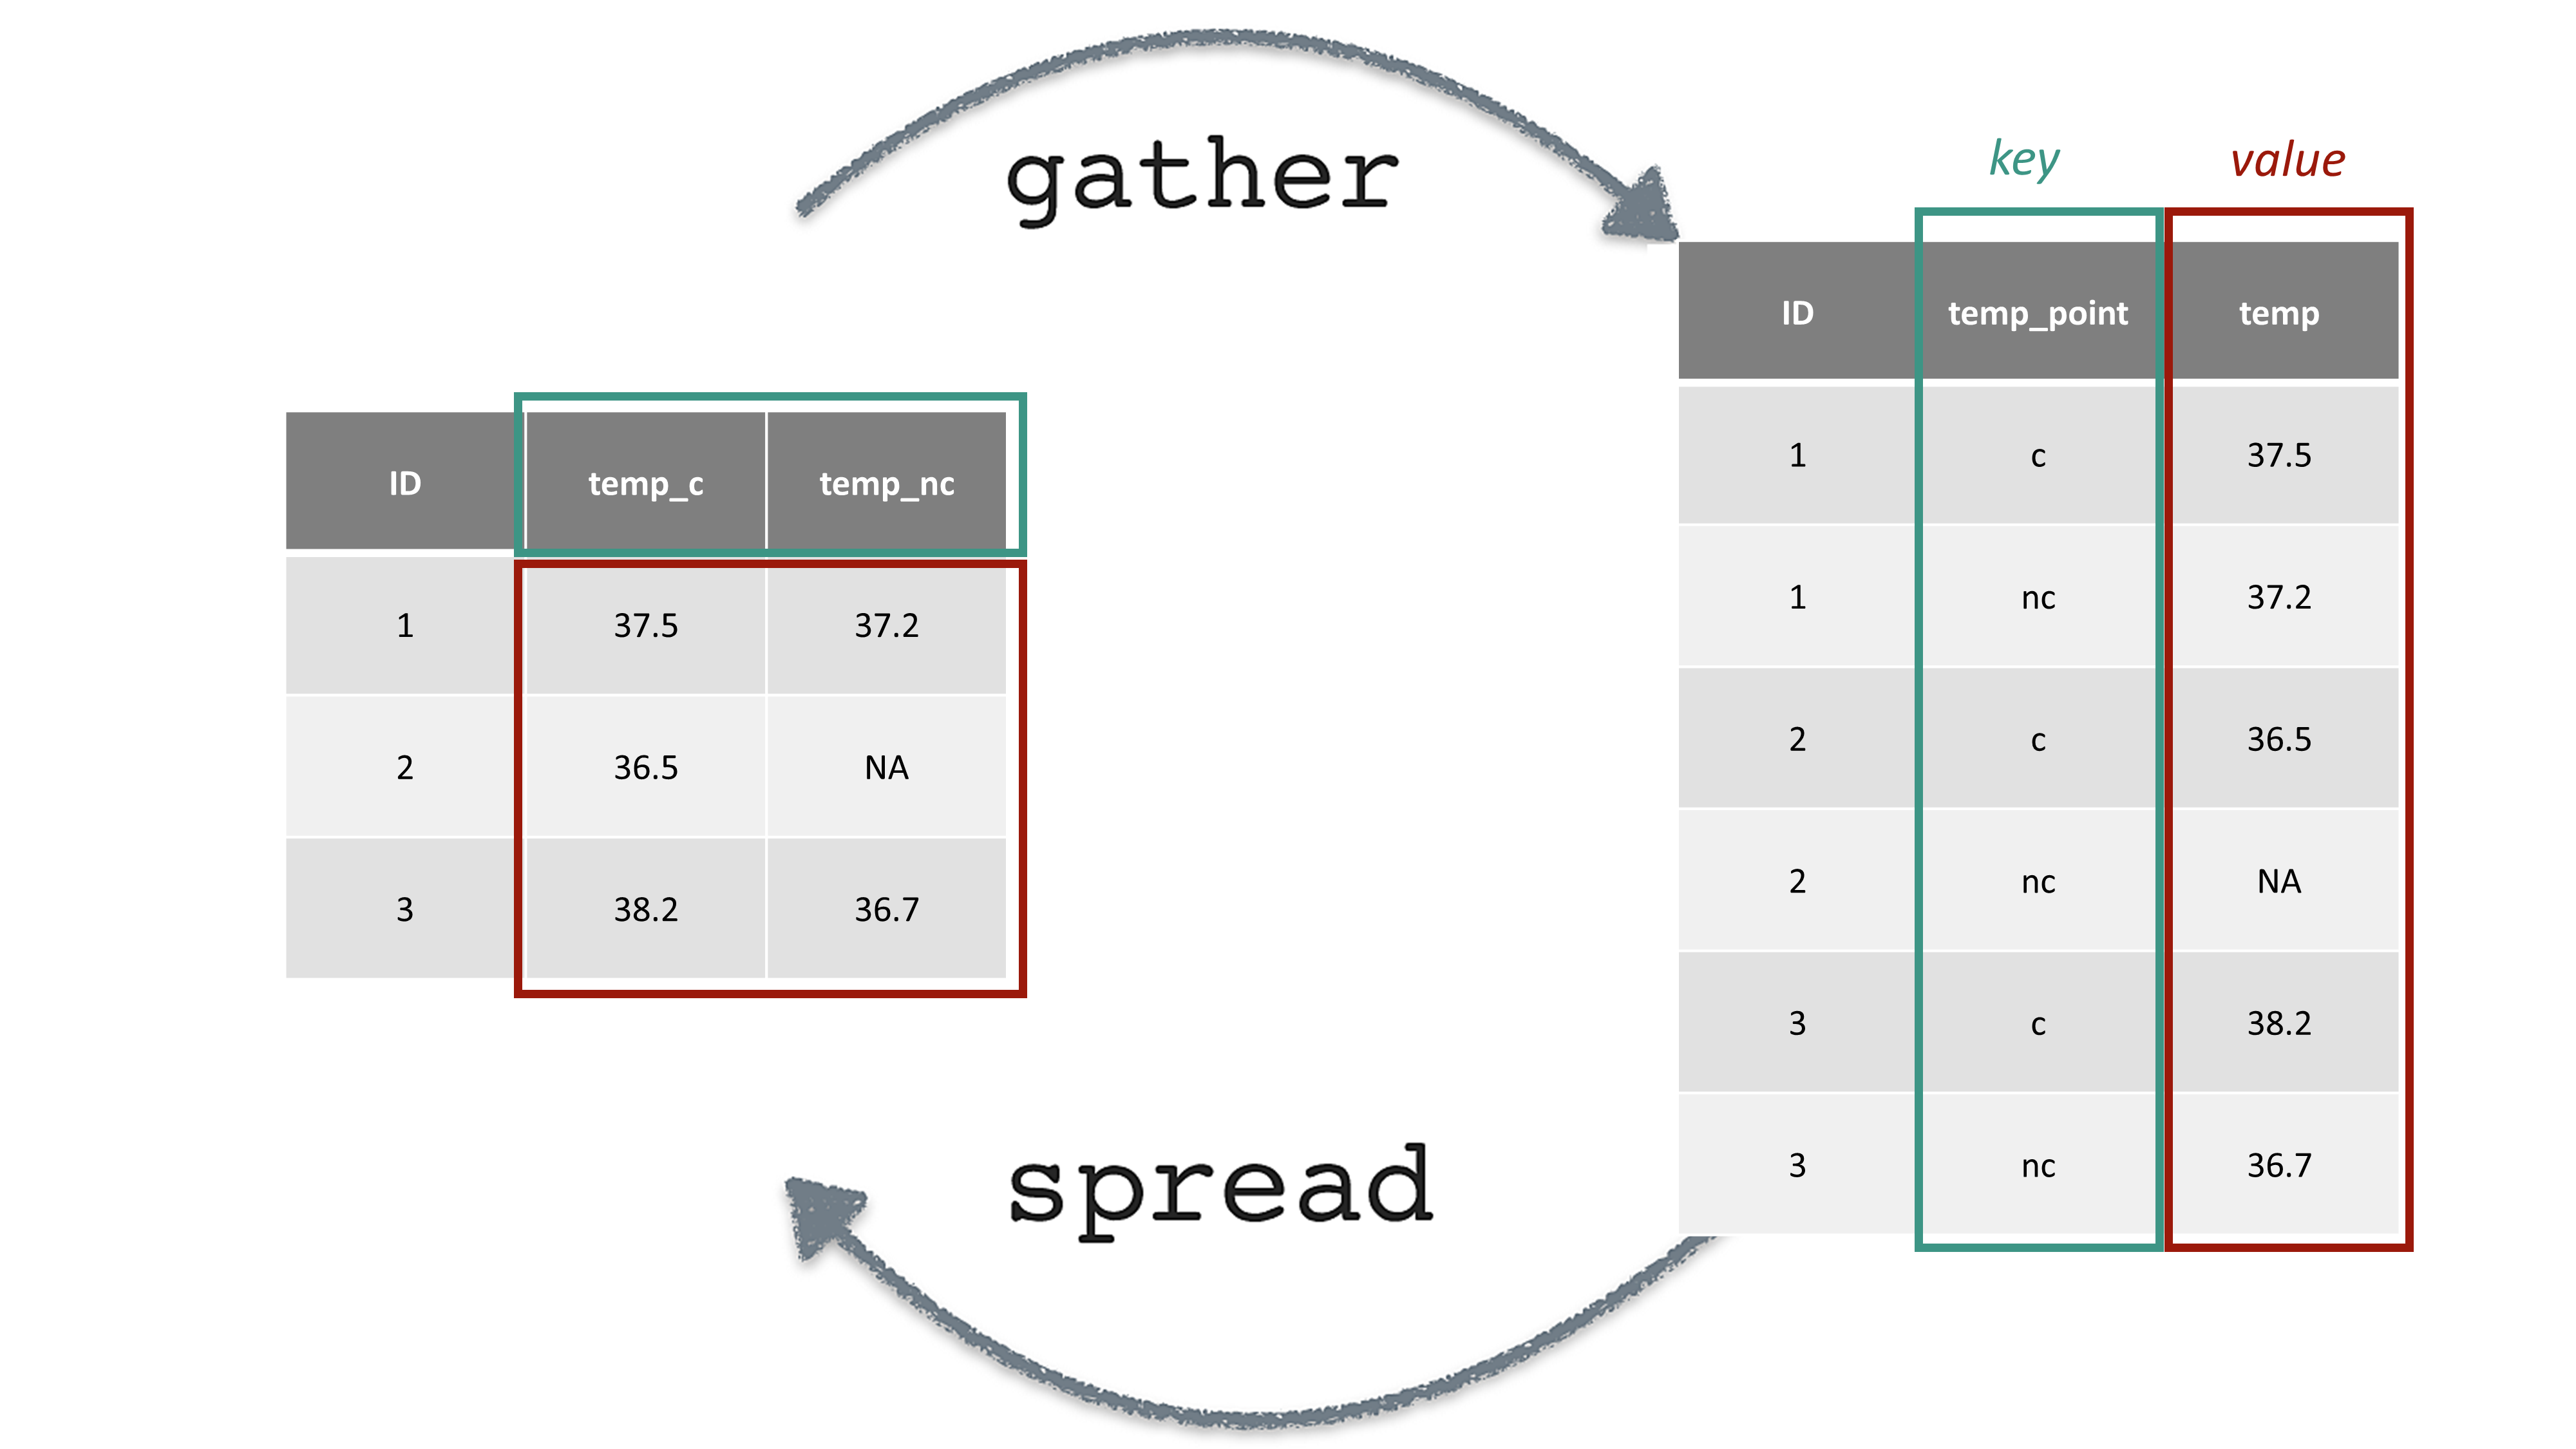 gather
key value
ID temp_point temp
1 c 37.5
1 nc 37.2
2 c 36.5
2 nc NA
3 c 38.2
3 nc 36.7
ID temp_c temp_nc
1 37.5 37.2
2 36.5 NA
3 38.2 36.7
spread